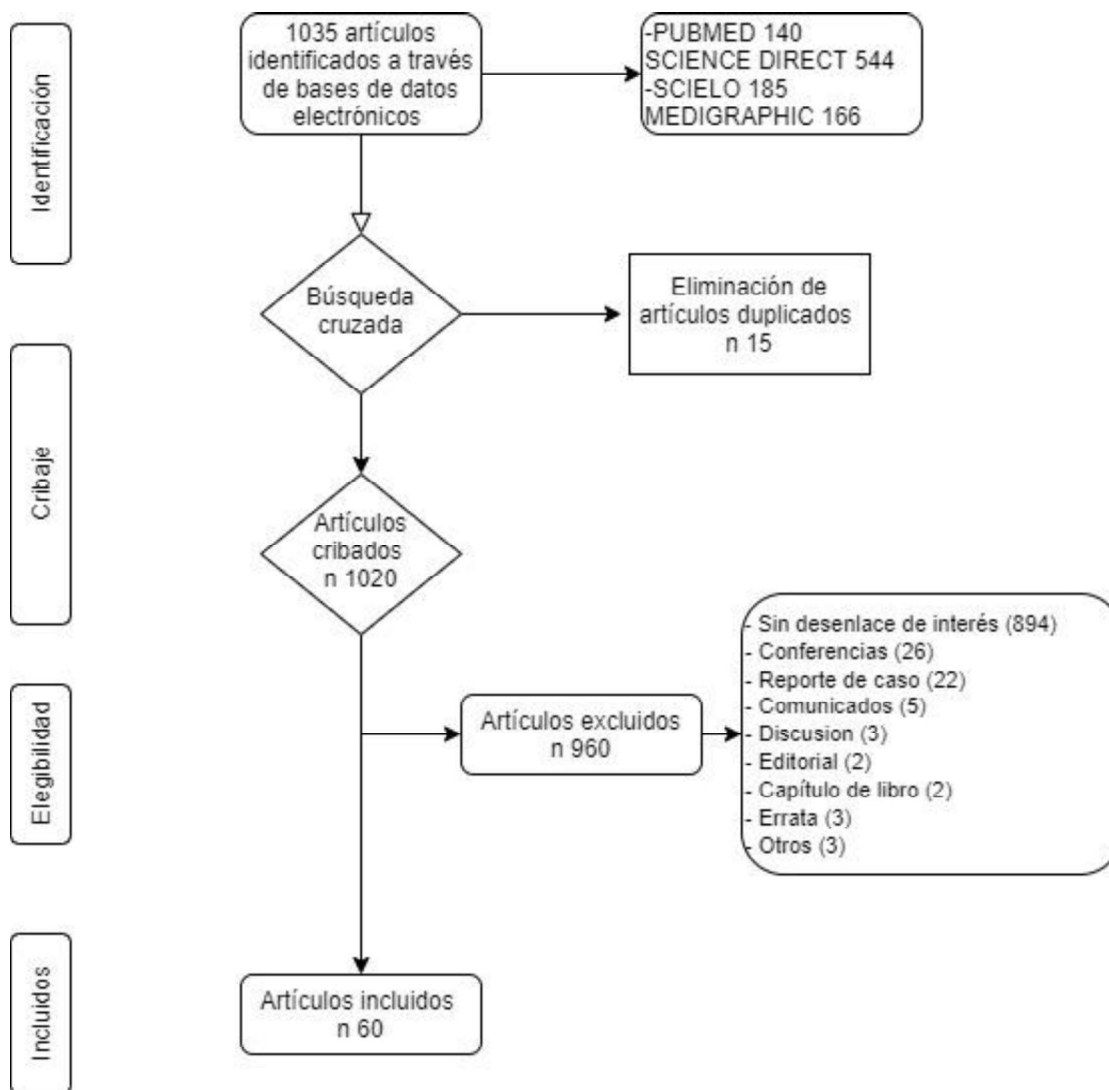 Identificación
1035 artículos
identificados a través
de bases de datos
electrónicos
-PUBMED 140
SCIENCE DIRECT 544
-SCIELO 185
MEDIGRAPHIC 166
Búsqueda
cruzada
Eliminación de
artículos duplicados
n 15
Cribaje
Artículos
cribados
n 1020
Elegibilidad
Artículos excluidos
n 960
- Sin desenlace de interés (894)
- Conferencias (26)
- Reporte de caso (22)
- Comunicados (5)
- Discusion (3)
- Editorial (2)
- Capítulo de libro (2)
- Errata (3)
- Otros (3)
Incluidos
Artículos incluidos
n 60